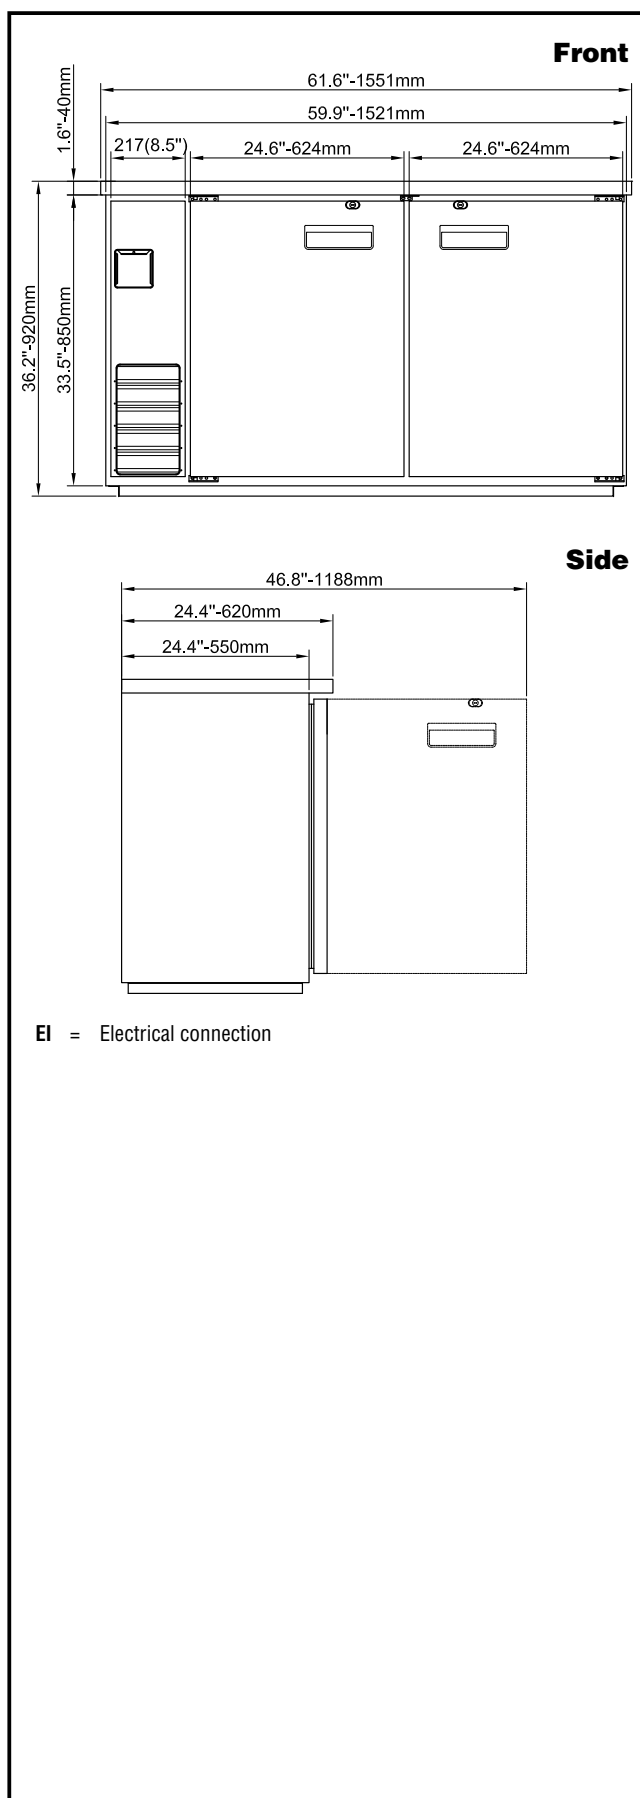 Front
61.6"-1551mm
59.9"-1521mm
1.6"-40mm
217(8.5")
24.6"-624mm
24.6"-624mm
36.2"-920mm
33.5"-850mm
Side
46.8"-1188mm
24.4"-620mm
24.4"-550mm
EI = Electrical connection